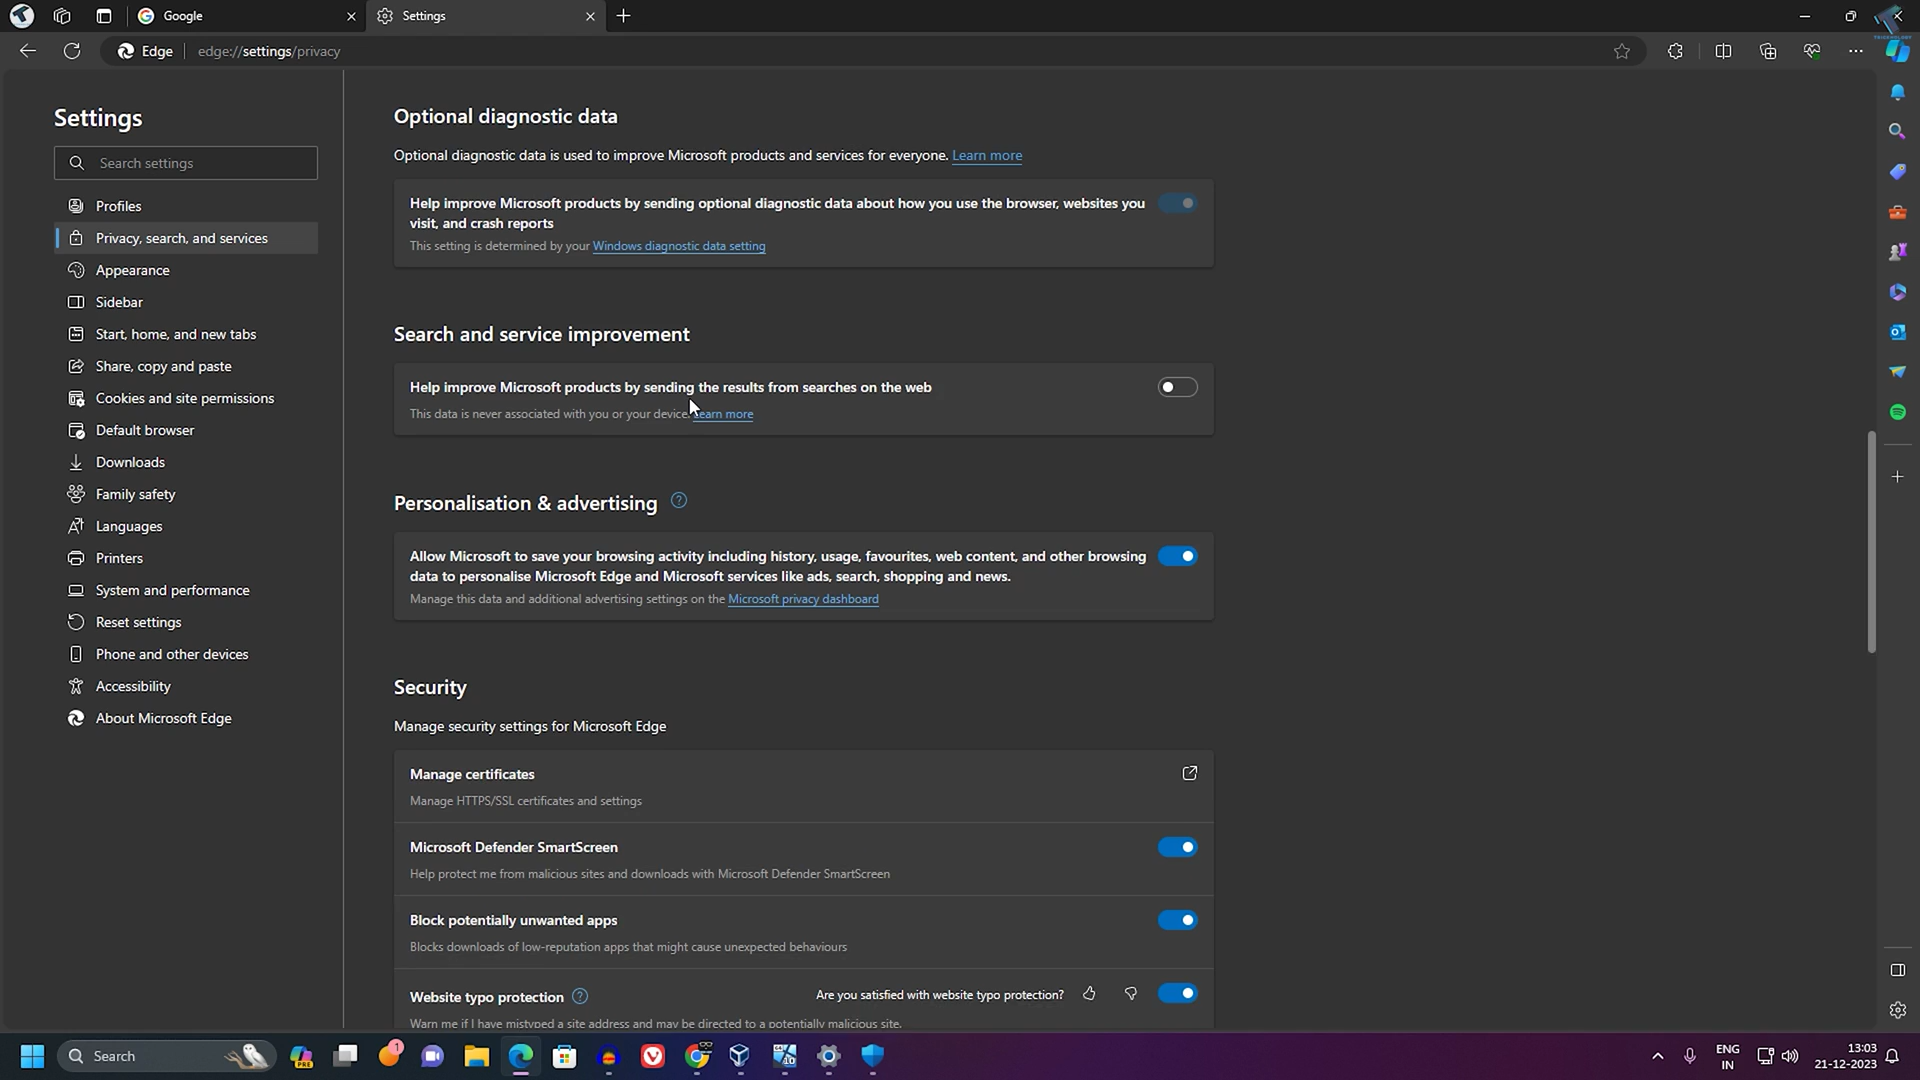 Google
Settings
Edge
edge://settings/privacy
Settings
Search settings
Profiles
Privacy, search, and services
Appearance
Sidebar
Start, home, and new tabs
Share, copy and paste
Cookies and site permissions
Default browser
Downloads
Family safety
Languages
Printers
System and performance
Reset settings
Phone and other devices
Accessibility
About Microsoft Edge
Optional diagnostic data
Optional diagnostic data is used to improve Microsoft products and services for everyone. Learn more
Help improve Microsoft products by sending optional diagnostic data about how you use the browser, websites you
visit, and crash reports
This setting is determined by your Windows diagnostic data setting
Search and service improvement
Help improve Microsoft products by sending the results from searches on the web
This data is never associated with you or your device. Learn more
Personalisation & advertising
Allow Microsoft to save your browsing activity including history, usage, favourites, web content, and other browsing
data to personalise Microsoft Edge and Microsoft services like ads, search, shopping and news.
Manage this data and additional advertising settings on the Microsoft privacy dashboard
Security
Manage security settings for Microsoft Edge
Manage certificates
Manage HTTPS/SSL certificates and settings
Microsoft Defender SmartScreen
Help protect me from malicious sites and downloads with Microsoft Defender SmartScreen
Block potentially unwanted apps
Blocks downloads of low-reputation apps that might cause unexpected behaviours
Website typo protection
Are you satisfied with website typo protection?
Warn me if I have mistyped a site address and may be directed to a potentially malicious site.
Search
PRE
1
ENG
IN
13:03
21-12-2023